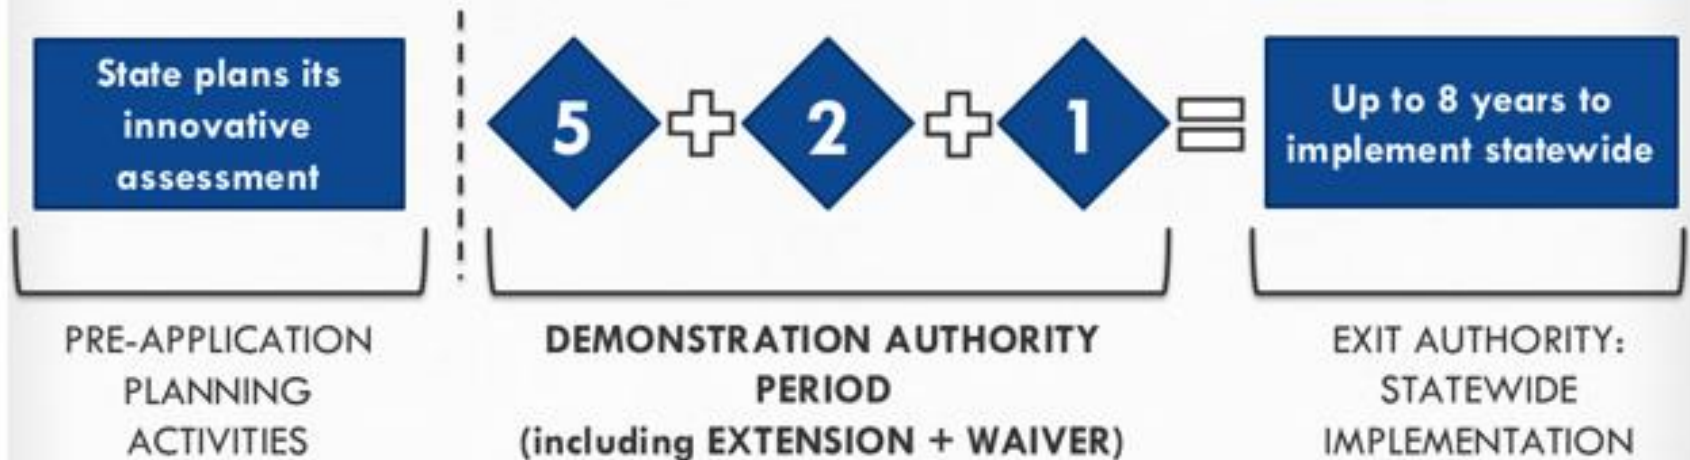 State plans its
innovative
assessment
5 + 2 + 1 =
Up to 8 years to
implement statewide
PRE-APPLICATION
PLANNING
ACTIVITIES
DEMONSTRATION AUTHORITY
PERIOD
(including EXTENSION + WAIVER)
EXIT AUTHORITY:
STATEWIDE
IMPLEMENTATION